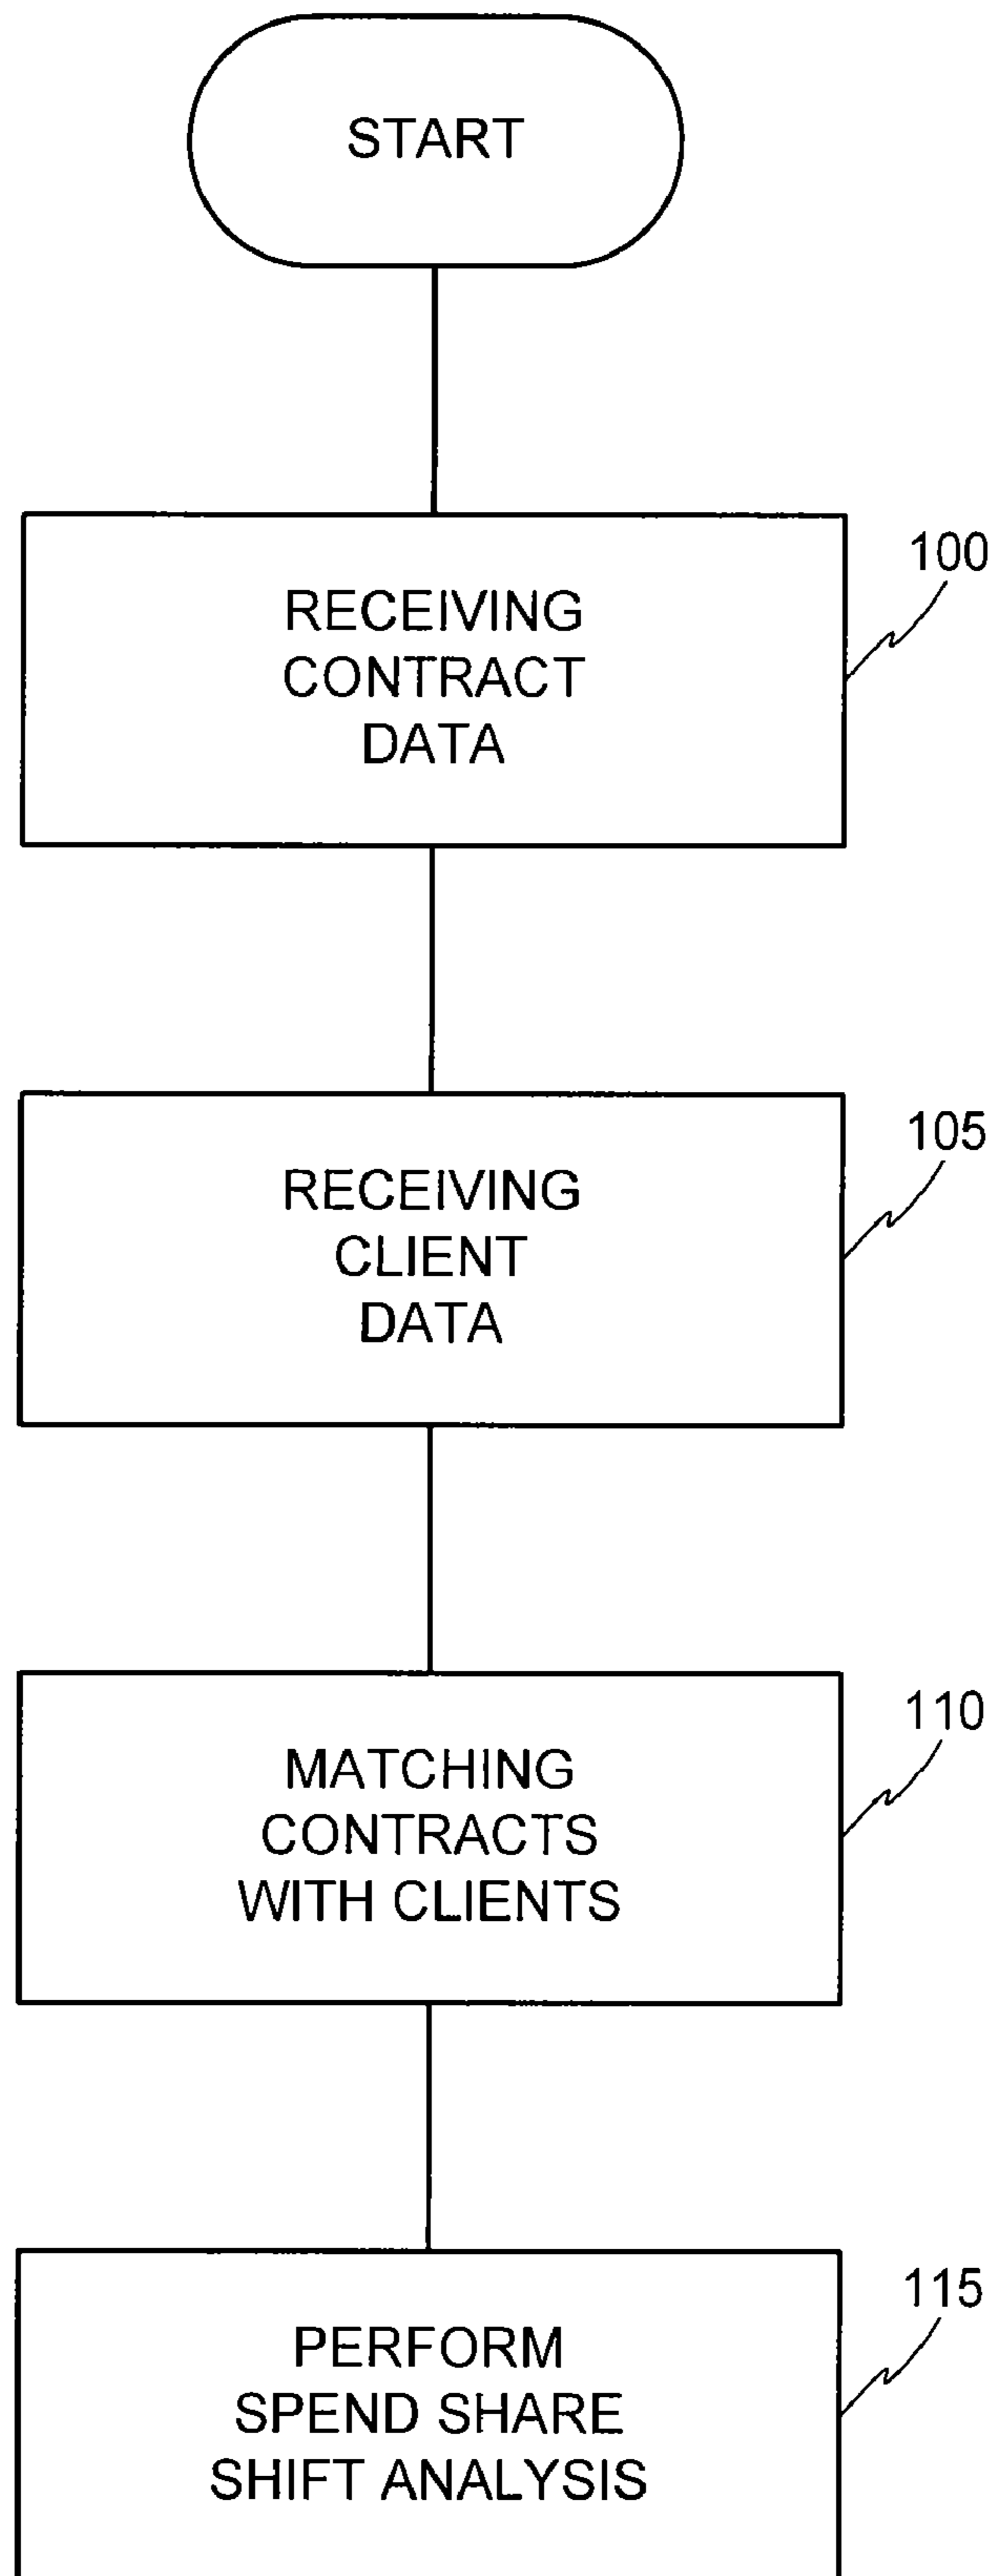 START
RECEIVING
CONTRACT
DATA
100
RECEIVING
CLIENT
DATA
105
MATCHING
CONTRACTS
WITH CLIENTS
110
PERFORM
SPEND SHARE
SHIFT ANALYSIS
115